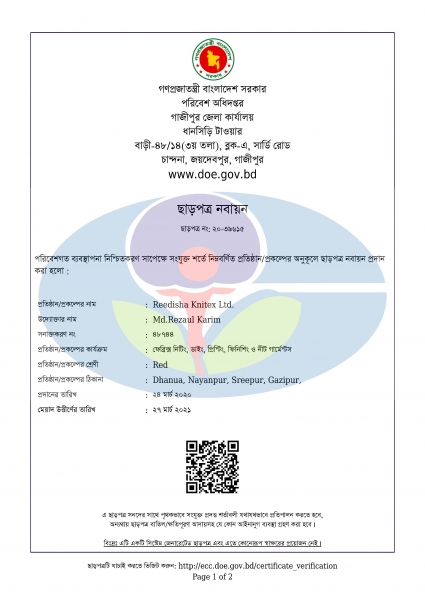 গণপ্রজাতন্ত্রী বাংলাদেশ সরকার
পরিবেশ অধিদপ্তর
গাজীপুর জেলা কার্যালয়
ধানসিড়ি টাওয়ার
বাড়ী-৪৮/১৪(৩য় তলা), ব্লক-এ, সার্ডি রোড
চান্দনা, জয়দেবপুর, গাজীপুর
www.doe.gov.bd
ছাড়পত্র নবায়ন
ছাড়পত্র নং: ২০-৩৯৬১৫
পরিবেশগত ব্যবস্থাপনা নিশ্চিতকরণ সাপেক্ষে সংযুক্ত শর্তে নিম্নবর্ণিত প্রতিষ্ঠান/প্রকল্পের অনুকূলে ছাড়পত্র নবায়ন প্রদান
করা হলো :
প্রতিষ্ঠান/প্রকল্পের নাম : Reedisha Knitex Ltd.
উদ্যোক্তার নাম : Md.Rezaul Karim
সনাক্তকরণ নং : ৪৮৭৪৪
প্রতিষ্ঠান/প্রকল্পের কার্যক্রম : ফেব্রিক্স নিটিং, ডাইং, প্রিন্টিং, ফিনিশিং ও নীট গার্মেন্টস
প্রতিষ্ঠান/প্রকল্পের শ্রেণী : Red
প্রতিষ্ঠান/প্রকল্পের ঠিকানা : Dhanua, Nayanpur, Sreepur, Gazipur,
প্রদানের তারিখ : ২৪ মার্চ ২০২০
মেয়াদ উত্তীর্ণের তারিখ : ২৭ মার্চ ২০২১
এ ছাড়পত্র সনদের সাথে পৃথকভাবে সংযুক্ত প্রদত্ত শর্তাবলী যথাযথভাবে প্রতিপালন করতে হবে,
অন্যথায় ছাড়পত্র বাতিল/ক্ষতিপূরণ আদায়সহ যে কোন আইনানুগ ব্যবস্থা গ্রহণ করা হবে।
বিঃদ্রঃ এটি একটি সিস্টেম জেনারেটেড ছাড়পত্র এবং এতে কোনোরূপ স্বাক্ষরের প্রয়োজন নেই।
ছাড়পত্রটি যাচাই করতে ভিজিট করুন: http://ecc.doe.gov.bd/certificate_verification
Page 1 of 2